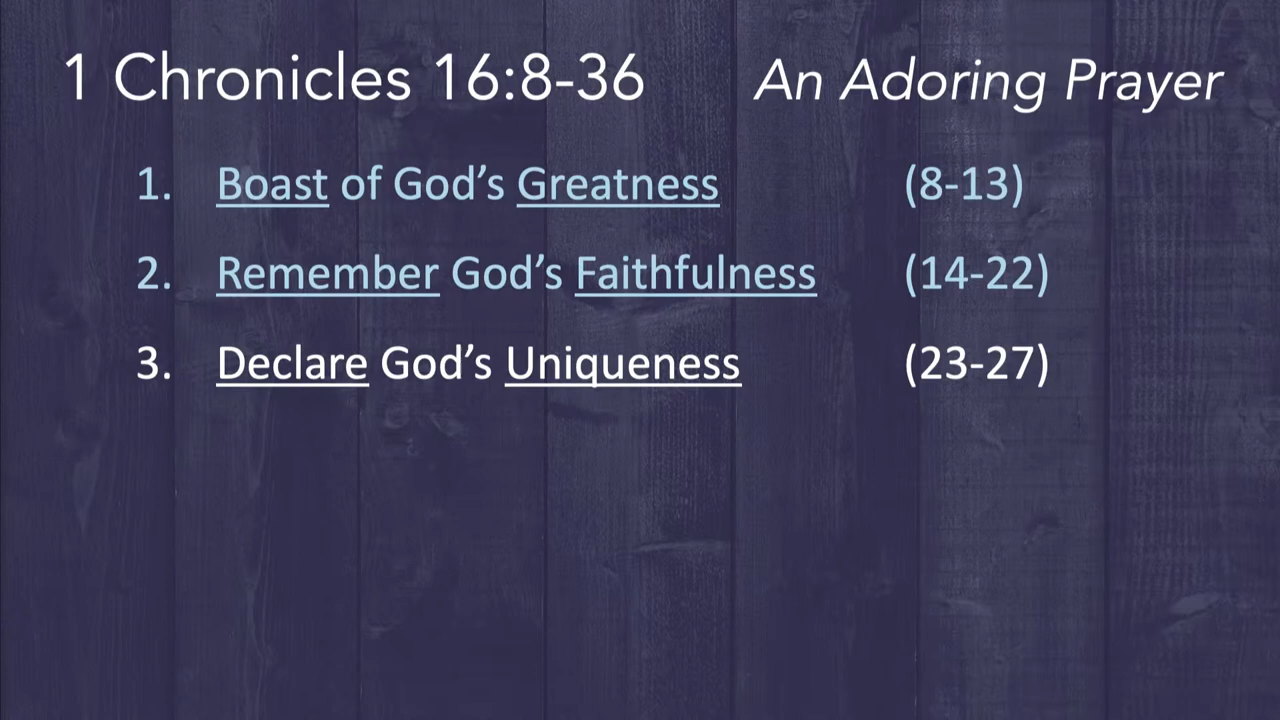 1 Chronicles 16:8-36 An Adoring Prayer
1. Boast of God’s Greatness (8-13)
2. Remember God’s Faithfulness (14-22)
3. Declare God’s Uniqueness (23-27)